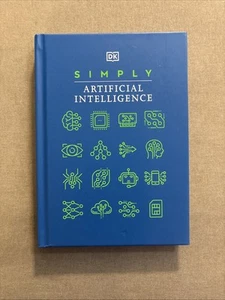 DK
SIMPLY
ARTIFICIAL
INTELLIGENCE